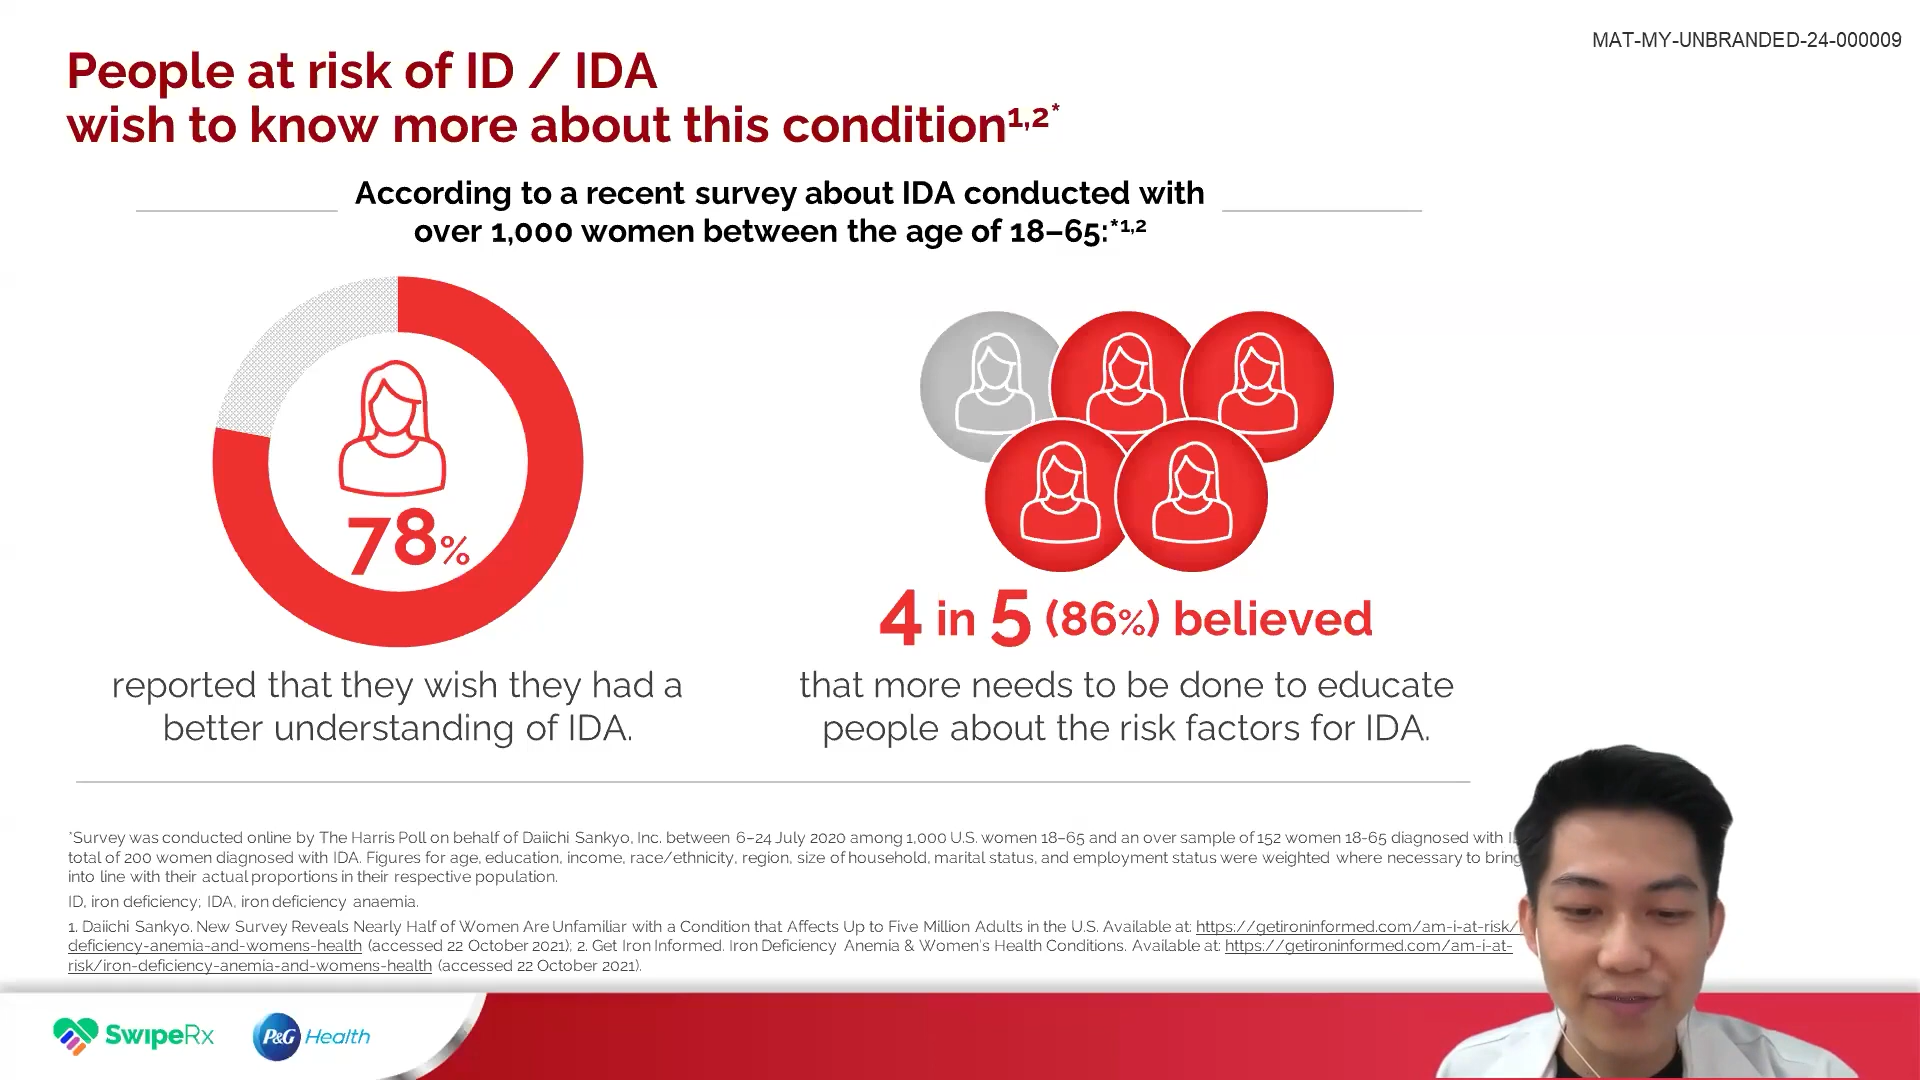 MAT-MY-UNBRANDED-24-000009
People at risk of ID / IDA
wish to know more about this condition1,2*
According to a recent survey about IDA conducted with
over 1,000 women between the age of 18–65:*1,2
78%
reported that they wish they had a
better understanding of IDA.
4 in 5 (86%) believed
that more needs to be done to educate
people about the risk factors for IDA.
*Survey was conducted online by The Harris Poll on behalf of Daiichi Sankyo, Inc. between 6–24 July 2020 among 1,000 U.S. women 18–65 and an over sample of 152 women 18-65 diagnosed with
total of 200 women diagnosed with IDA. Figures for age, education, income, race/ethnicity, region, size of household, marital status, and employment status were weighted where necessary to bring
into line with their actual proportions in their respective population.
ID, iron deficiency; IDA, iron deficiency anaemia.
1. Daiichi Sankyo. New Survey Reveals Nearly Half of Women Are Unfamiliar with a Condition that Affects Up to Five Million Adults in the U.S. Available at: https://getironinformed.com/am-i-at-risk/
deficiency-anemia-and-womens-health (accessed 22 October 2021); 2. Get Iron Informed. Iron Deficiency Anemia & Women's Health Conditions. Available at: https://getironinformed.com/am-i-at-
risk/iron-deficiency-anemia-and-womens-health (accessed 22 October 2021).
SwipeRx
P&G Health